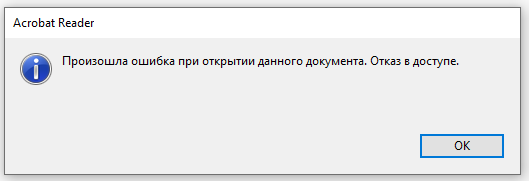 Acrobat Reader
Произошла ошибка при открытии данного документа. Отказ в доступе.
OK